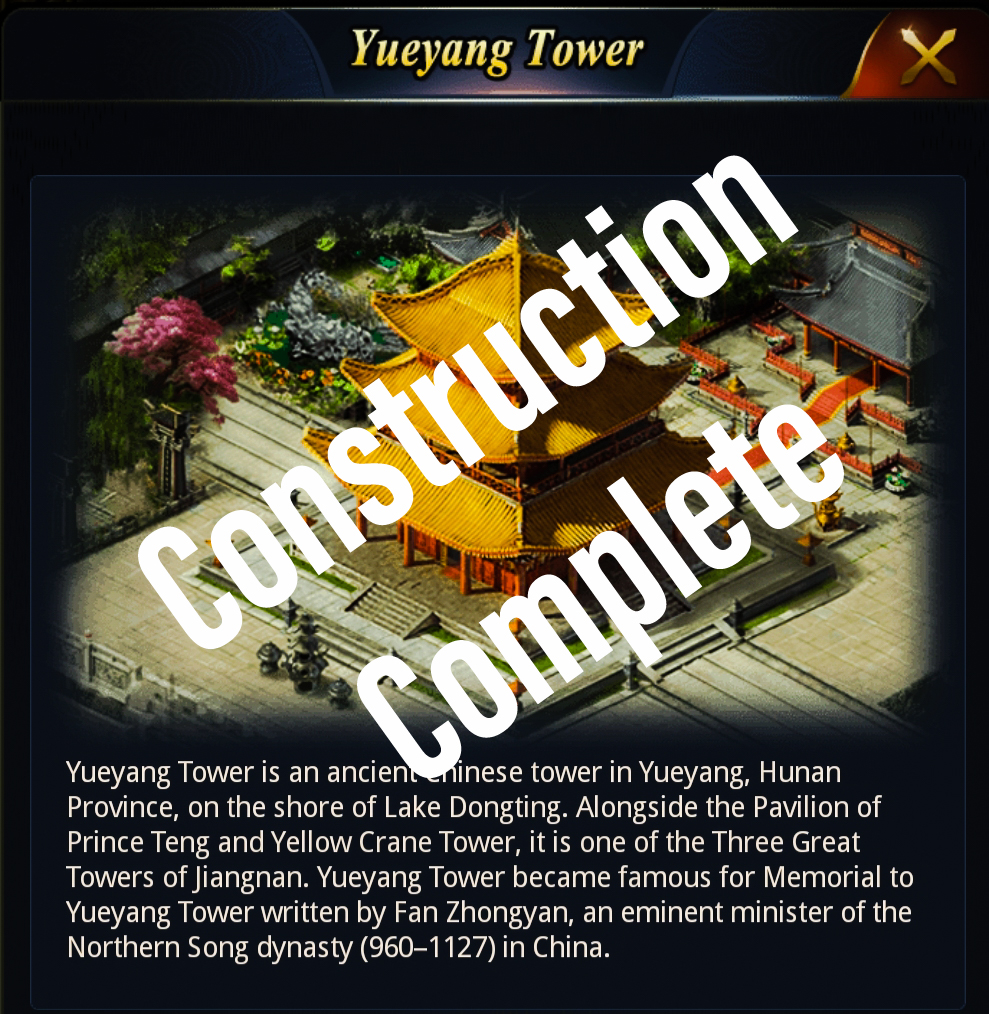 Yueyang Tower
Construction
Complete
Yueyang Tower is an ancient chinese tower in Yueyang, Hunan
Province, on the shore of Lake Dongting. Alongside the Pavilion of
Prince Teng and Yellow Crane Tower, it is one of the Three Great
Towers of Jiangnan. Yueyang Tower became famous for Memorial to
Yueyang Tower written by Fan Zhongyan, an eminent minister of the
Northern Song dynasty (960–1127) in China.